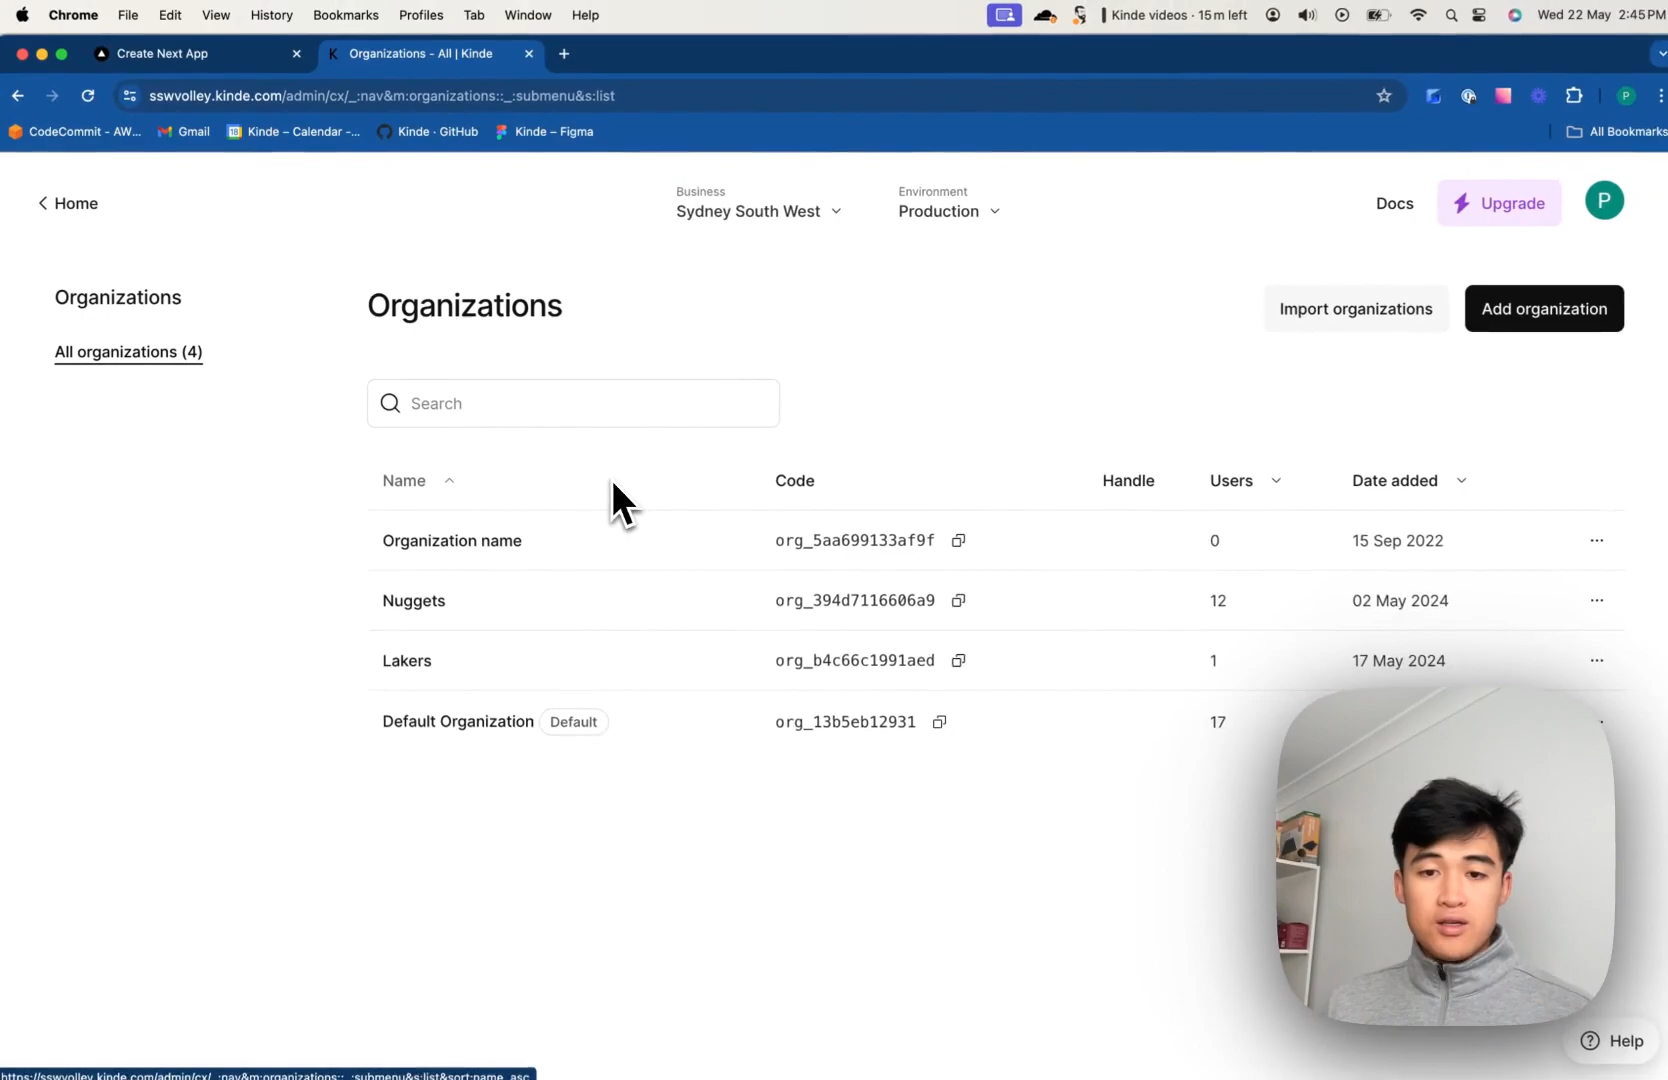 Chrome File Edit View History Bookmarks Profiles Tab Window Help Kinde videos · 15 m left Wed 22 May 2:45 PM
Create Next App K Organizations - All | Kinde
sswvolley.kinde.com/admin/cx/_:nav&m:organizations::_:submenu&s:list P
CodeCommit - AW... Gmail 18 Kinde – Calendar -... Kinde · GitHub Kinde – Figma All Bookmarks
Home
Business
Sydney South West
Environment
Production
Docs
Upgrade
P
Organizations
All organizations (4)
Organizations
Import organizations
Add organization
Search
Name Code Handle Users Date added
Organization name org_5aa699133af9f 0 15 Sep 2022
Nuggets org_394d7116606a9 12 02 May 2024
Lakers org_b4c66c1991aed 1 17 May 2024
Default Organization Default org_13b5eb12931 17
Help
https://sswvolley.kinde.com/admin/cx/_:nav&m:organizations::_:submenu&s:list&sort:name_asc